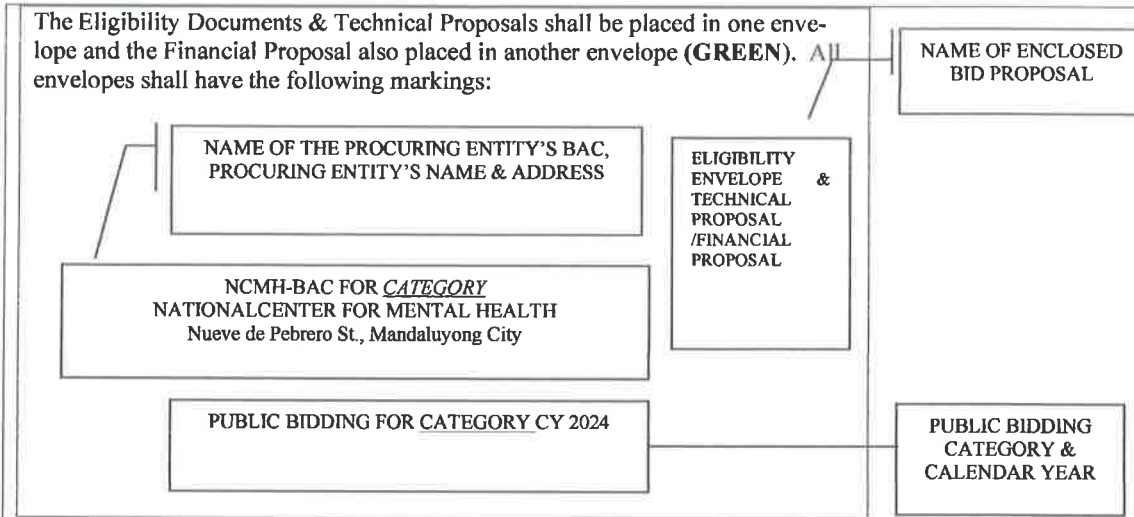 The Eligibility Documents & Technical Proposals shall be placed in one enve-
lope and the Financial Proposal also placed in another envelope (GREEN). All
envelopes shall have the following markings:
NAME OF ENCLOSED
BID PROPOSAL
NAME OF THE PROCURING ENTITY'S BAC,
PROCURING ENTITY'S NAME & ADDRESS
ELIGIBILITY
ENVELOPE &
TECHNICAL
PROPOSAL
/FINANCIAL
PROPOSAL
NCMH-BAC FOR CATEGORY
NATIONALCENTER FOR MENTAL HEALTH
Nueve de Pebrero St., Mandaluyong City
PUBLIC BIDDING FOR CATEGORY CY 2024
PUBLIC BIDDING
CATEGORY &
CALENDAR YEAR